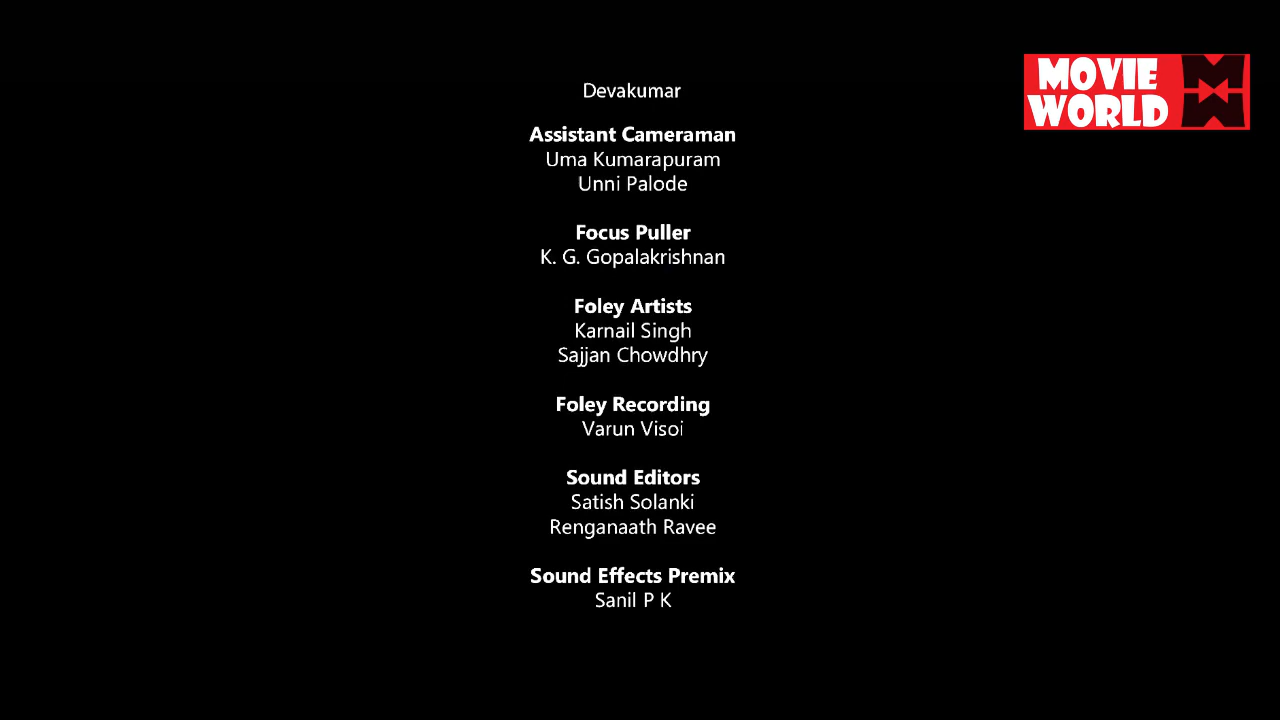 Devakumar
Assistant Cameraman
Uma Kumarapuram
Unni Palode
Focus Puller
K. G. Gopalakrishnan
Foley Artists
Karnail Singh
Sajjan Chowdhry
Foley Recording
Varun Visoi
Sound Editors
Satish Solanki
Renganaath Ravee
Sound Effects Premix
Sanil P K
MOVIE
WORLD